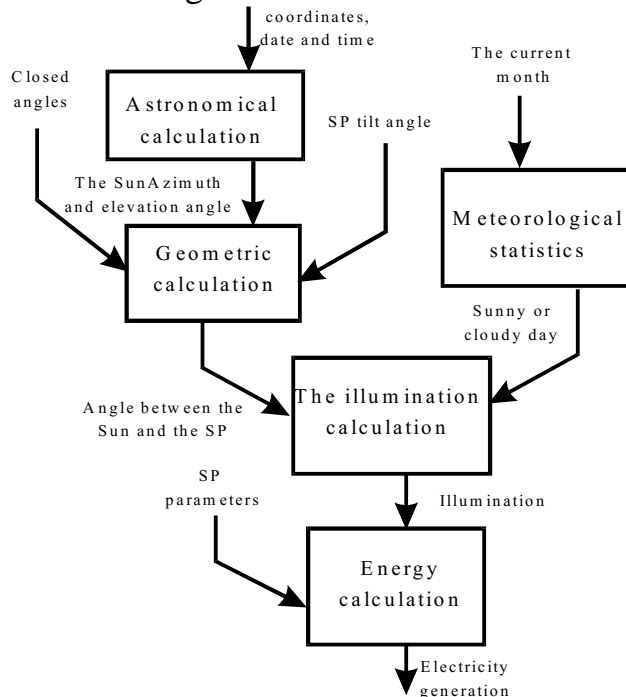 coordinates,
date and time
Closed
angles
The current
month
Astronomical
calculation
SP tilt angle
The SunAzimuth
and elevation angle
Meteorological
statistics
Geometric
calculation
Sunny or
cloudy day
The illumination
calculation
Angle between the
Sun and the SP
SP
parameters
Illumination
Energy
calculation
Electricity
generation